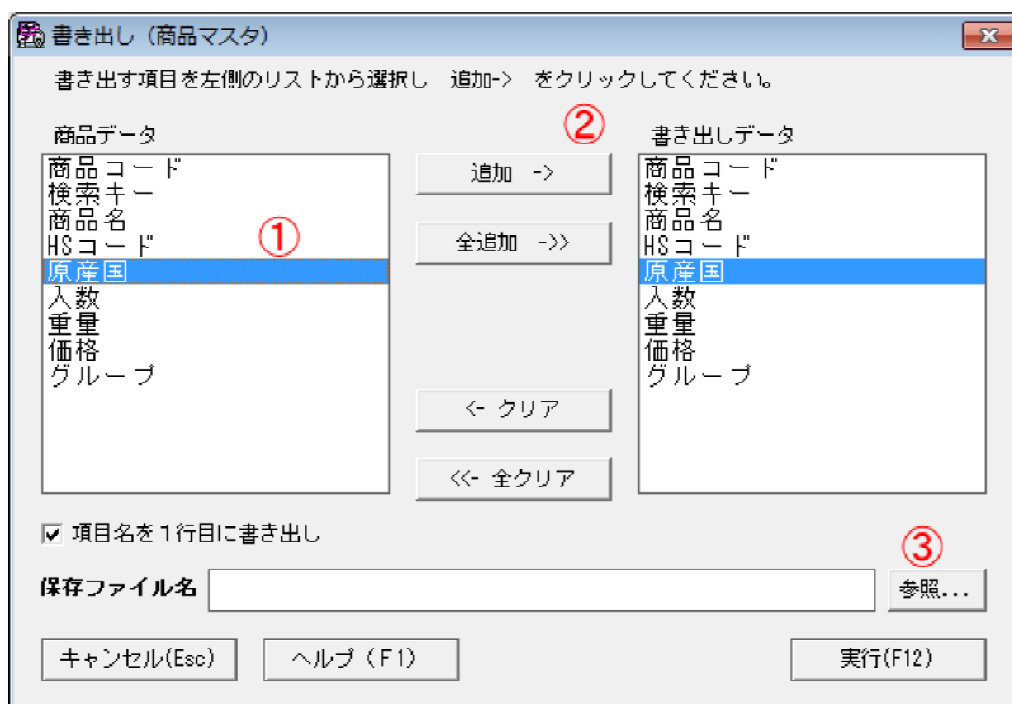 書き出し（商品マスタ）
書き出す項目を左側のリストから選択し　追加->　をクリックしてください。
商品データ
商品コード
検索キー
商品名
HSコード
①
原産国
入数
重量
価格
グループ
②
追加 ->
全追加 ->>
<- クリア
<<- 全クリア
書き出しデータ
商品コード
検索キー
商品名
HSコード
原産国
入数
重量
価格
グループ
項目名を１行目に書き出し
③
保存ファイル名
参照...
キャンセル(Esc)
ヘルプ（F1）
実行(F12)